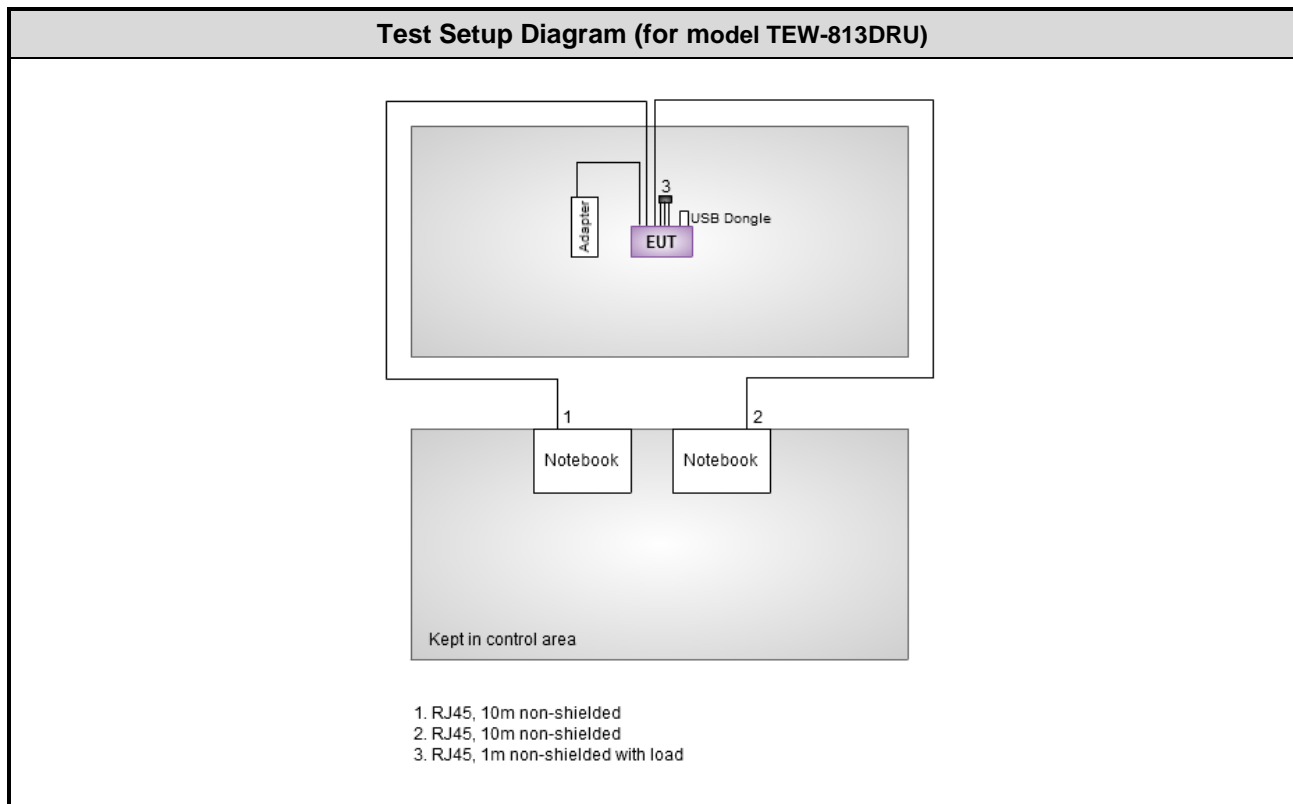 Test Setup Diagram (for model TEW-813DRU)
3
USB Dongle
Adapter
EUT
1
2
Notebook
Notebook
Kept in control area
1. RJ45, 10m non-shielded
2. RJ45, 10m non-shielded
3. RJ45, 1m non-shielded with load